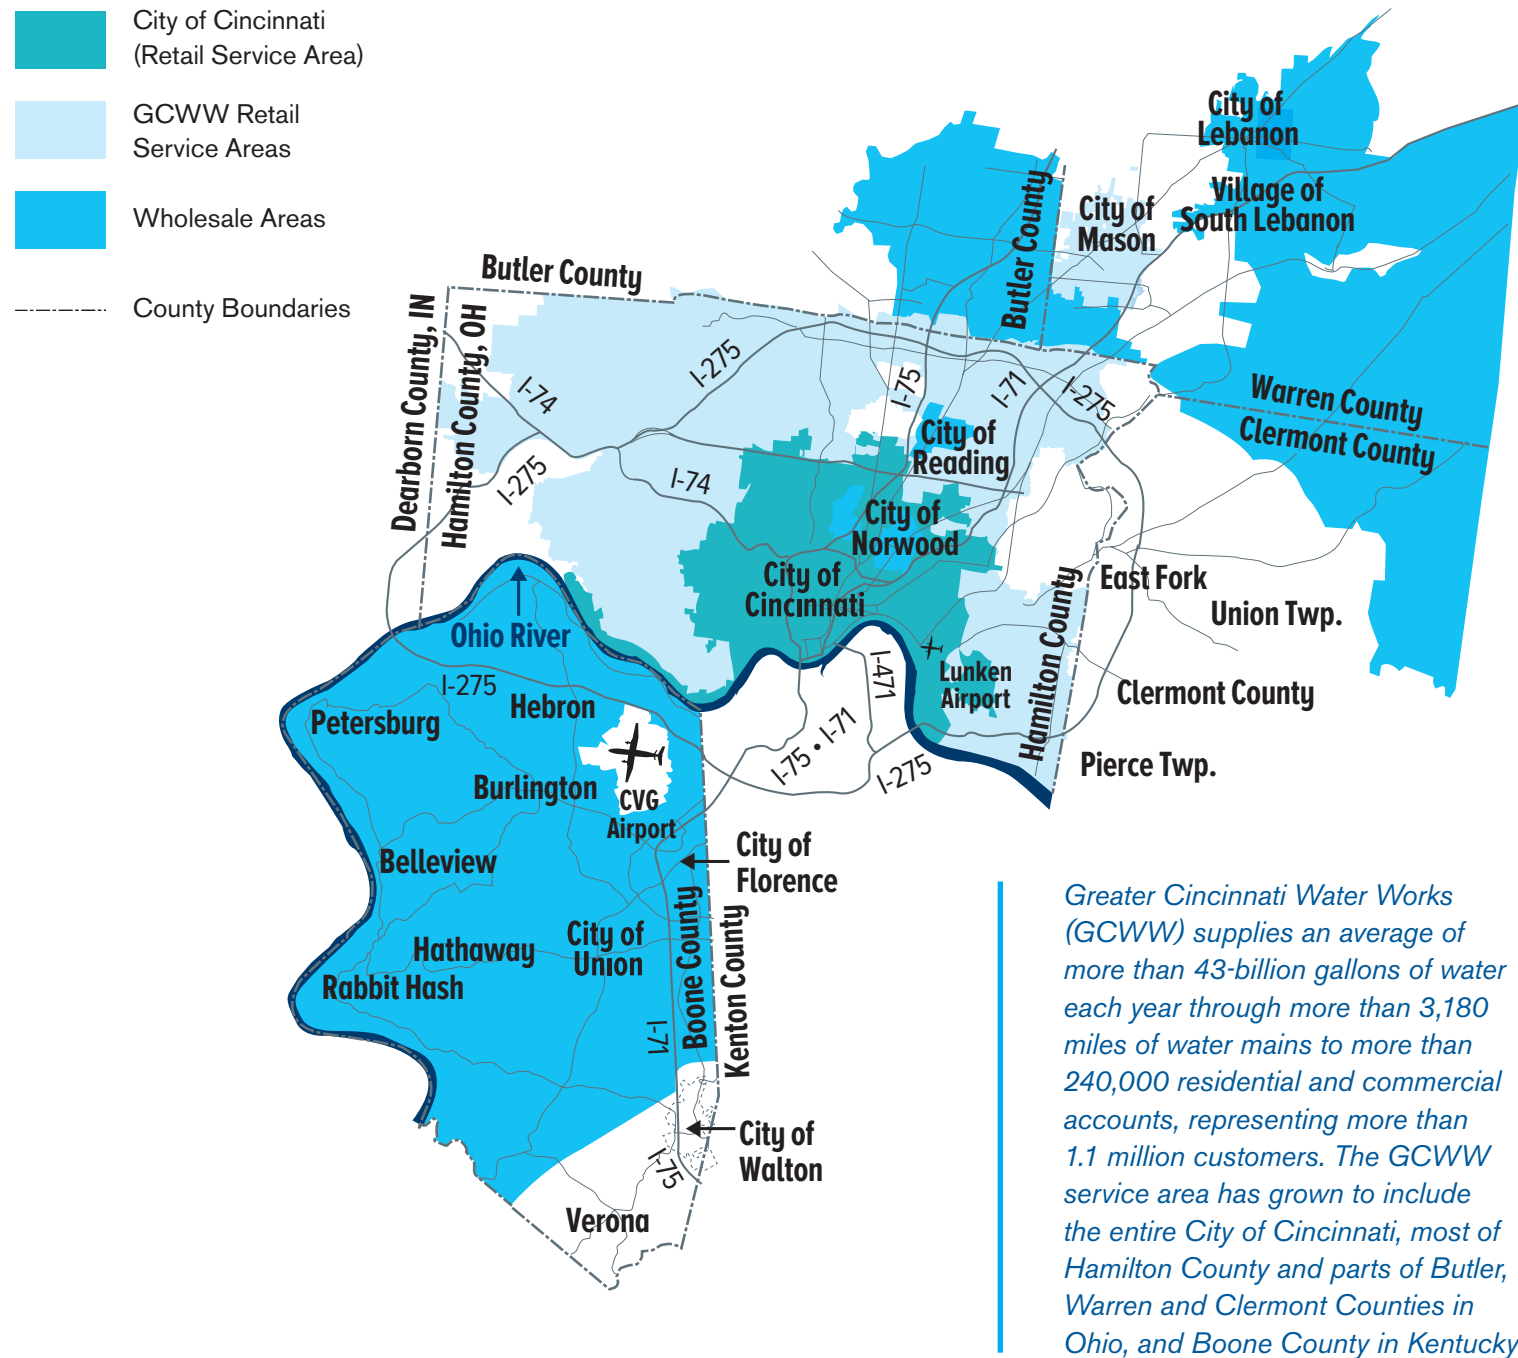 City of Cincinnati
(Retail Service Area)
GCWW Retail
Service Areas
Wholesale Areas
County Boundaries
City of
Lebanon
Village of
South Lebanon
City of
Mason
Butler County
Butler County
Dearborn County, IN
Hamilton County, OH
I-74
I-275
I-75
I-71
I-275
Warren County
Clermont County
City of
Reading
I-275
I-74
City of
Norwood
City of
Cincinnati
East Fork
Union Twp.
Hamilton County
Ohio River
I-471
Lunken
Airport
Clermont County
I-275
Hebron
Petersburg
I-75 • I-71
I-275
Pierce Twp.
Burlington
CVG
Airport
City of
Florence
Belleview
Boone County
Kenton County
Hathaway
City of
Union
Rabbit Hash
I-71
City of
Walton
I-75
Verona
Greater Cincinnati Water Works
(GCWW) supplies an average of
more than 43-billion gallons of water
each year through more than 3,180
miles of water mains to more than
240,000 residential and commercial
accounts, representing more than
1.1 million customers. The GCWW
service area has grown to include
the entire City of Cincinnati, most of
Hamilton County and parts of Butler,
Warren and Clermont Counties in
Ohio, and Boone County in Kentucky